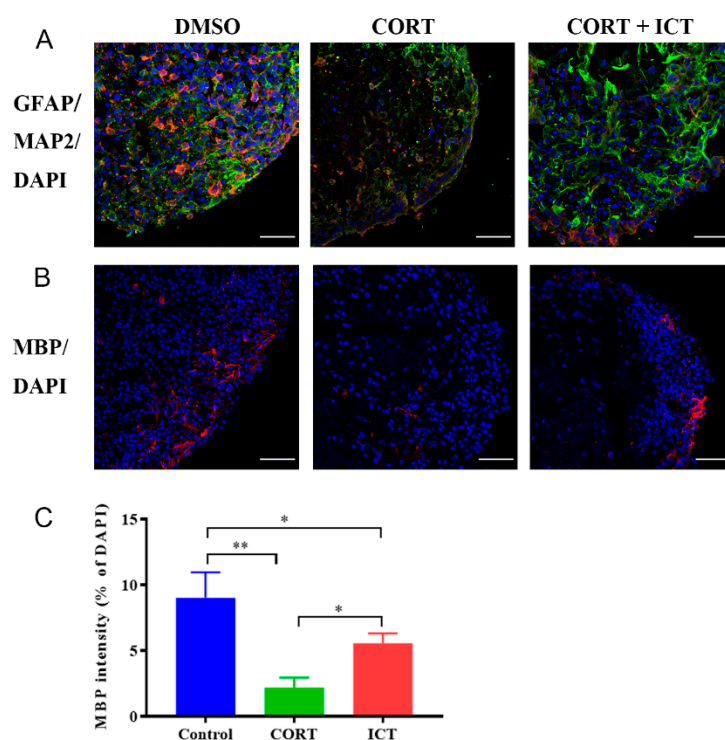 DMSO CORT CORT + ICT
A
GFAP/
MAP2/
DAPI
B
MBP/
DAPI
C
MBP intensity (% of DAPI)
15
10
5
0
*
**
*
Control CORT ICT